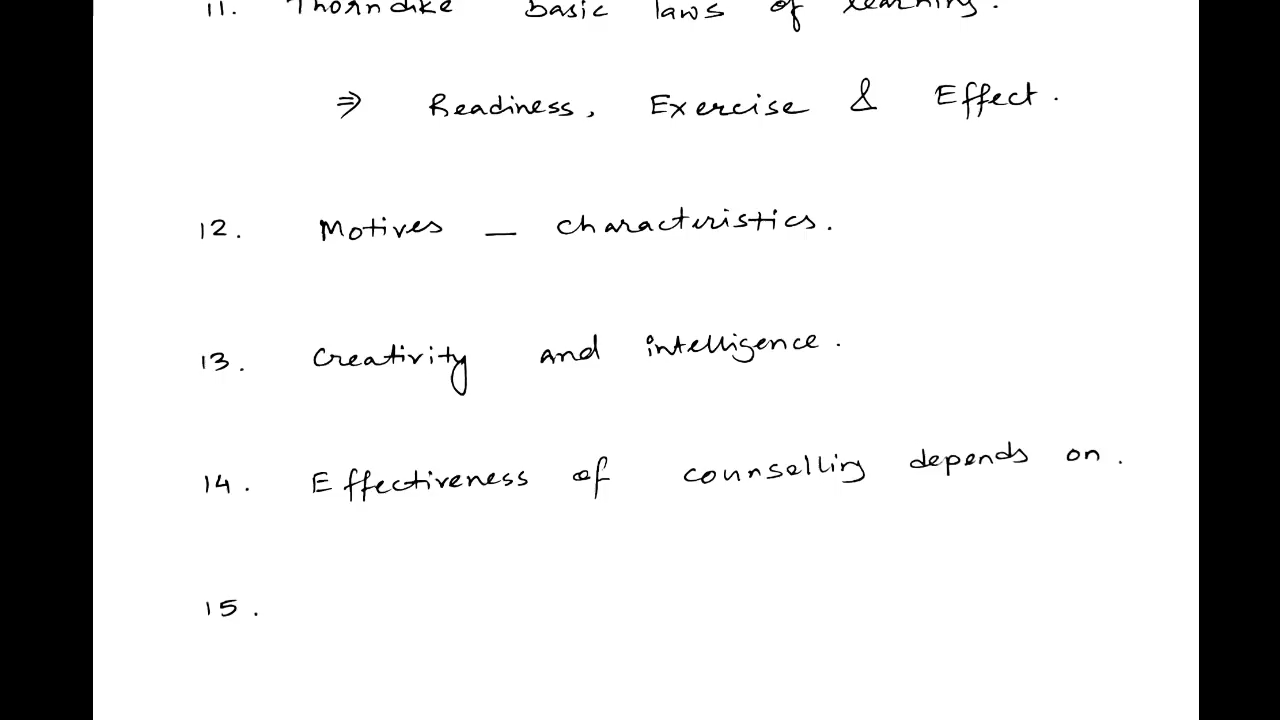 11. Thorndike basic laws of learning.
⇒ Readiness, Exercise & Effect.
12. Motives — characteristics.
13. Creativity and intelligence.
14. Effectiveness of counselling depends on.
15.